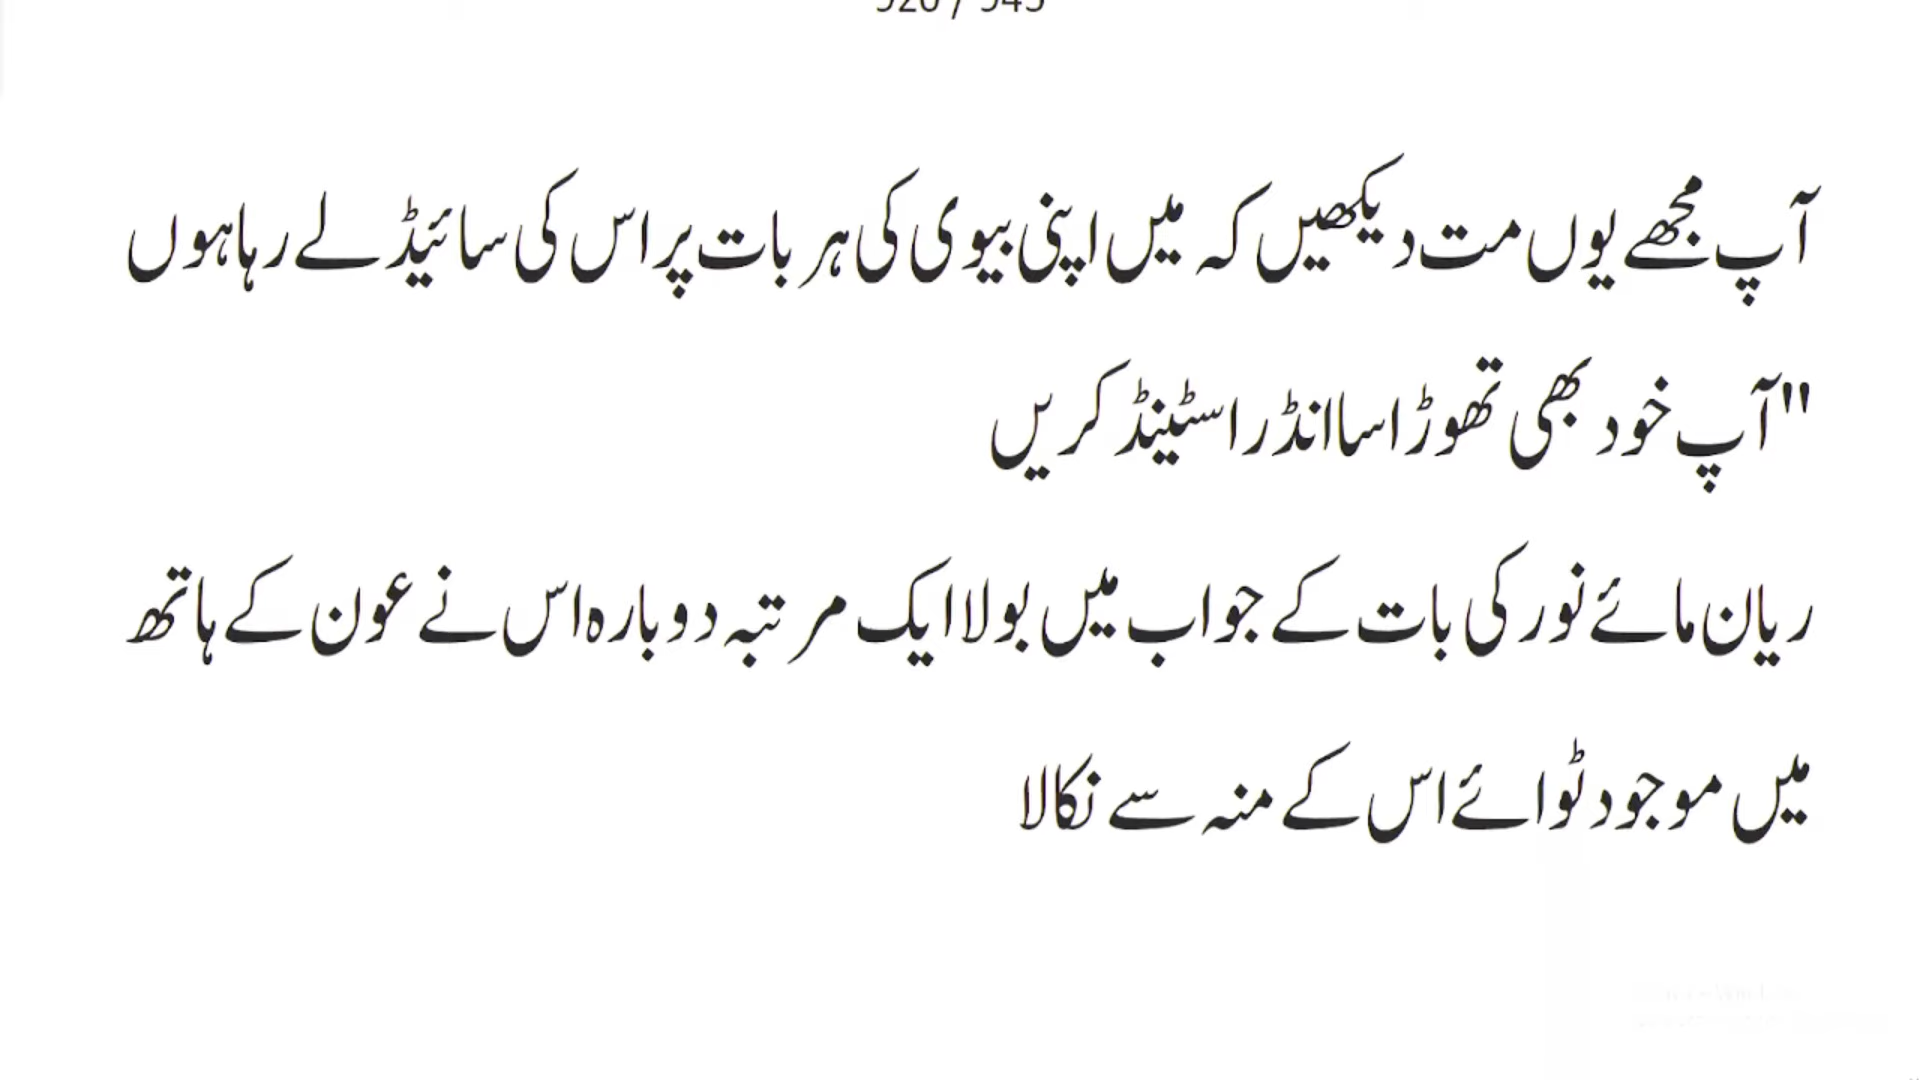 آپ مجھے یوں مت دیکھیں کہ میں اپنی بیوی کی ہر بات پر اس کی سائیڈ لے رہا ہوں
"آپ خود بھی تھوڑا سا انڈر اسٹینڈ کریں
ریان مائے نور کی بات کے جواب میں بولا ایک مرتبہ دوبارہ اس نے عون کے ہاتھ
میں موجود ٹوائے اس کے منہ سے نکالا